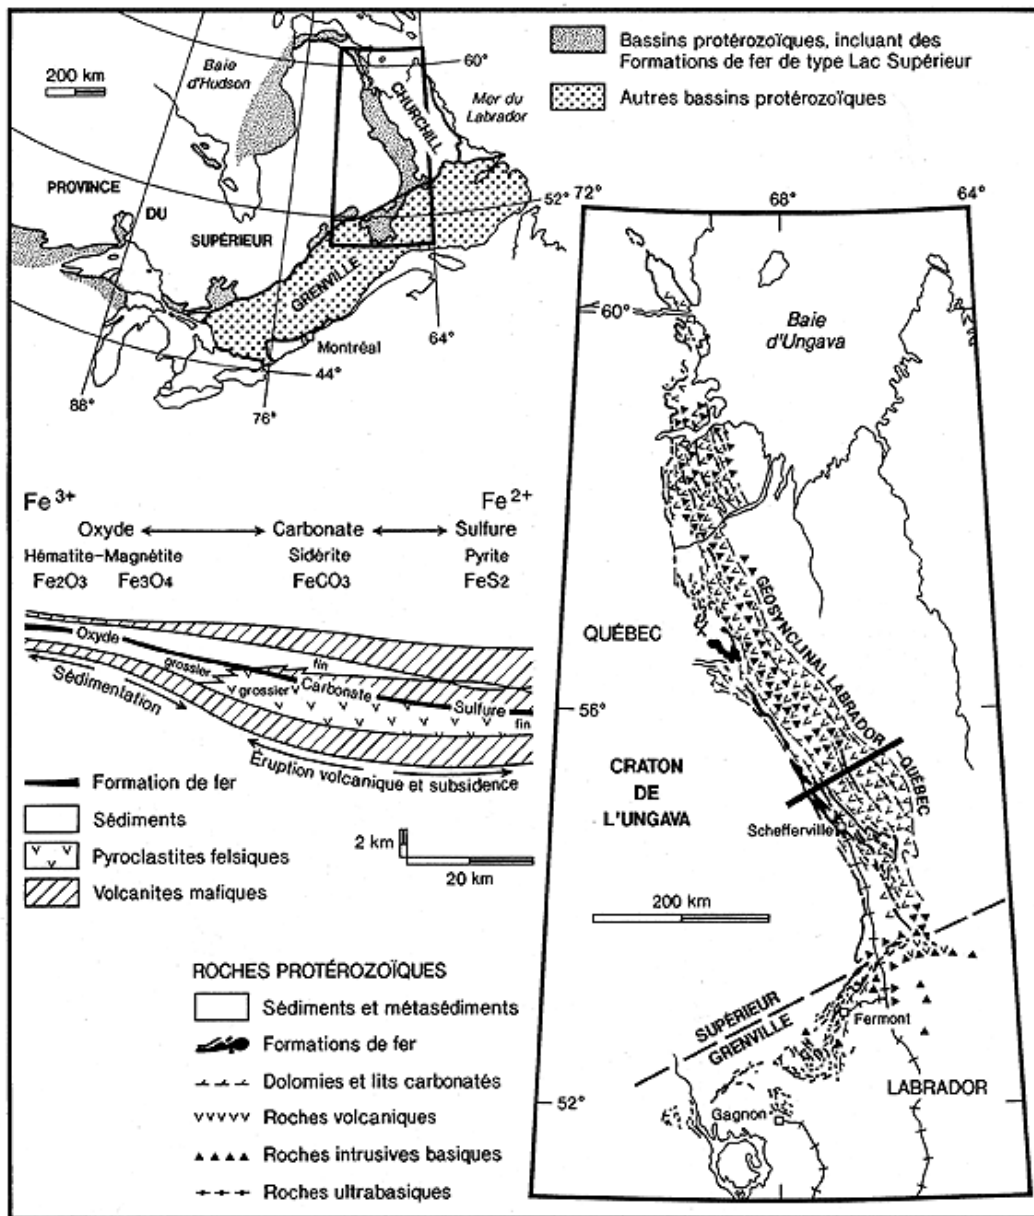 200 km
Baie
d'Hudson
60°
CHURCHILL
Mer du
Labrador
PROVINCE
DU
SUPÉRIEUR
52°
GRENVILLE
Montréal
64°
44°
88°
76°
Bassins protérozoïques, incluant des
Formations de fer de type Lac Supérieur
Autres bassins protérozoïques
72°
68°
64°
60°
Baie
d'Ungava
QUÉBEC
GEOSYNCLINAL LABRADOR
-QUÉBEC
56°
CRATON
DE
L'UNGAVA
Schefferville
200 km
SUPÉRIEUR
GRENVILLE
Fermont
LABRADOR
52°
Gagnon
Fe3+
Fe2+
Oxyde
Carbonate
Sulfure
Hématite–Magnétite
Sidérite
Pyrite
Fe2O3
Fe3O4
FeCO3
FeS2
Oxyde
grossier
fin
grossier
Carbonate
Sulfure
fin
Sédimentation
Éruption volcanique et subsidence
Formation de fer
Sédiments
Pyroclastites felsiques
Volcanites mafiques
2 km
20 km
ROCHES PROTÉROZOÏQUES
Sédiments et métasédiments
Formations de fer
Dolomies et lits carbonatés
Roches volcaniques
Roches intrusives basiques
Roches ultrabasiques